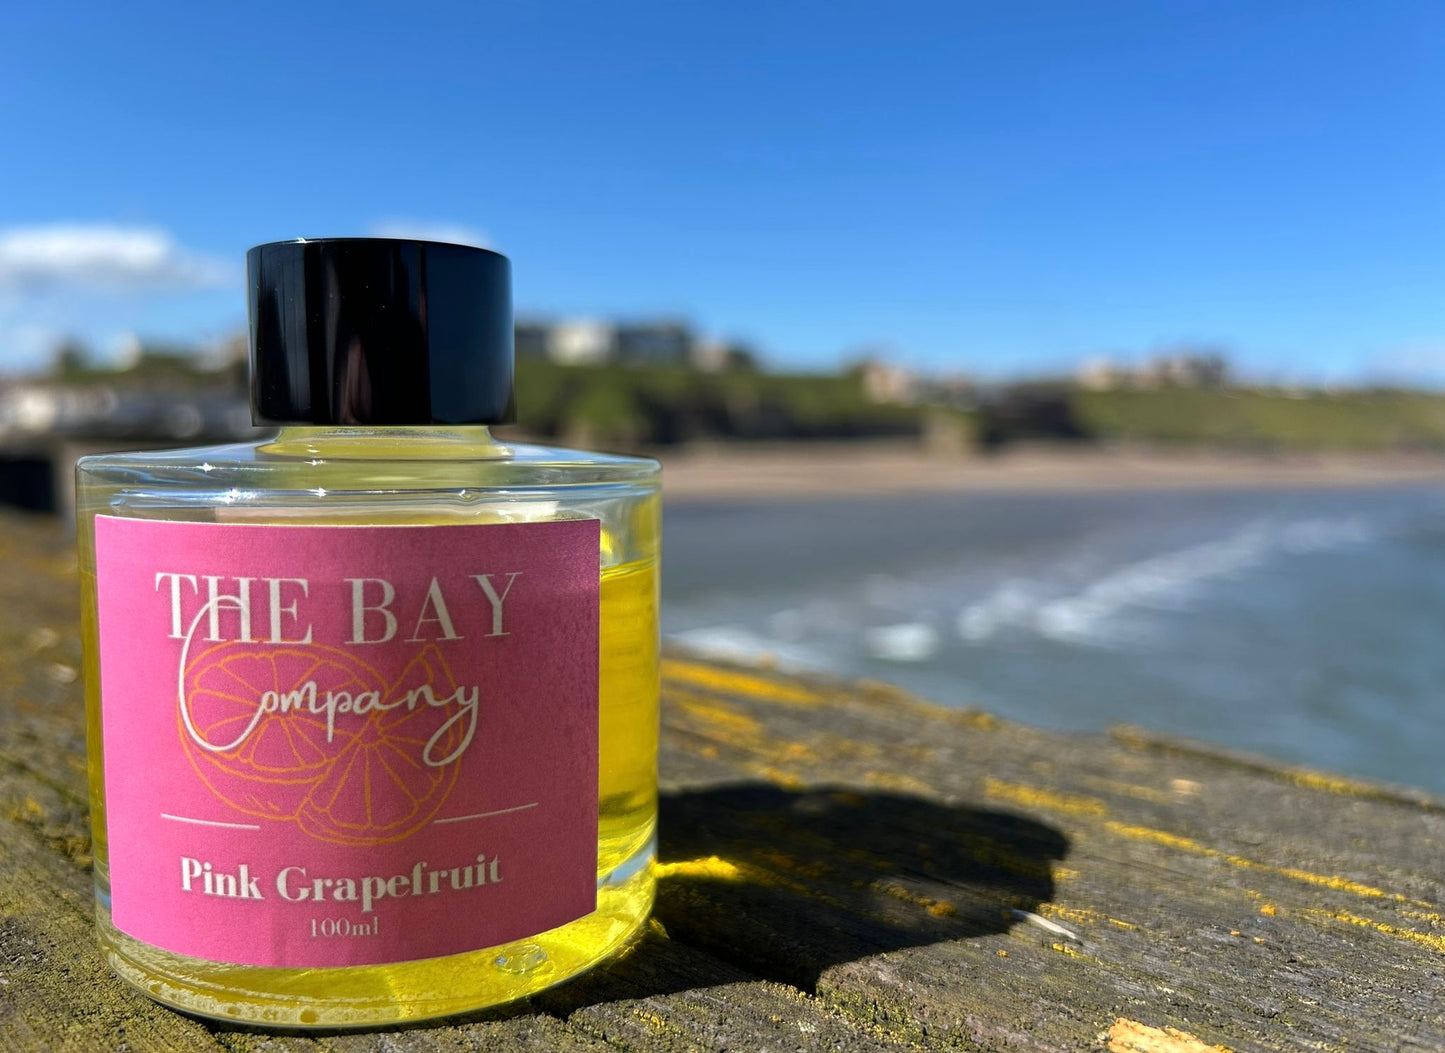 THE BAY
Company
Pink Grapefruit
100ml